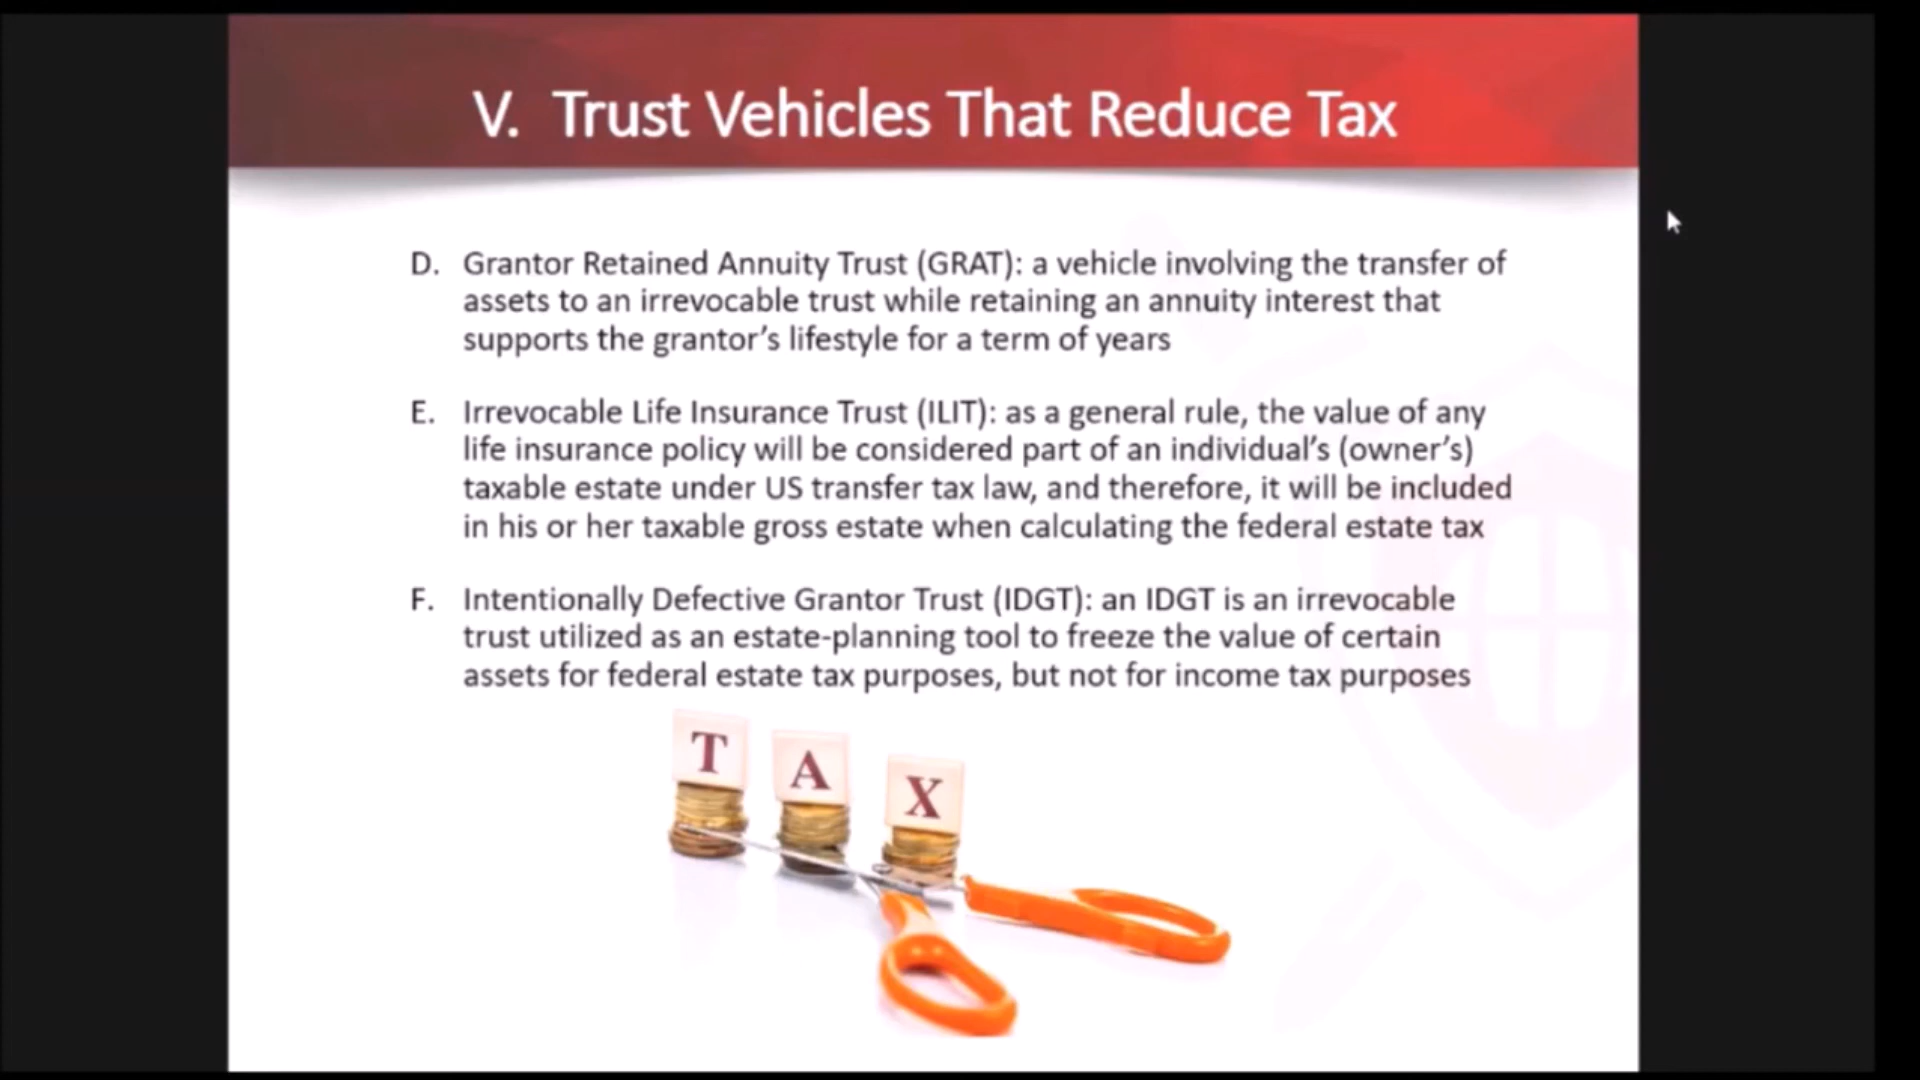 V. Trust Vehicles That Reduce Tax
D. Grantor Retained Annuity Trust (GRAT): a vehicle involving the transfer of
assets to an irrevocable trust while retaining an annuity interest that
supports the grantor's lifestyle for a term of years
E. Irrevocable Life Insurance Trust (ILIT): as a general rule, the value of any
life insurance policy will be considered part of an individual's (owner's)
taxable estate under US transfer tax law, and therefore, it will be included
in his or her taxable gross estate when calculating the federal estate tax
F. Intentionally Defective Grantor Trust (IDGT): an IDGT is an irrevocable
trust utilized as an estate-planning tool to freeze the value of certain
assets for federal estate tax purposes, but not for income tax purposes
T A X